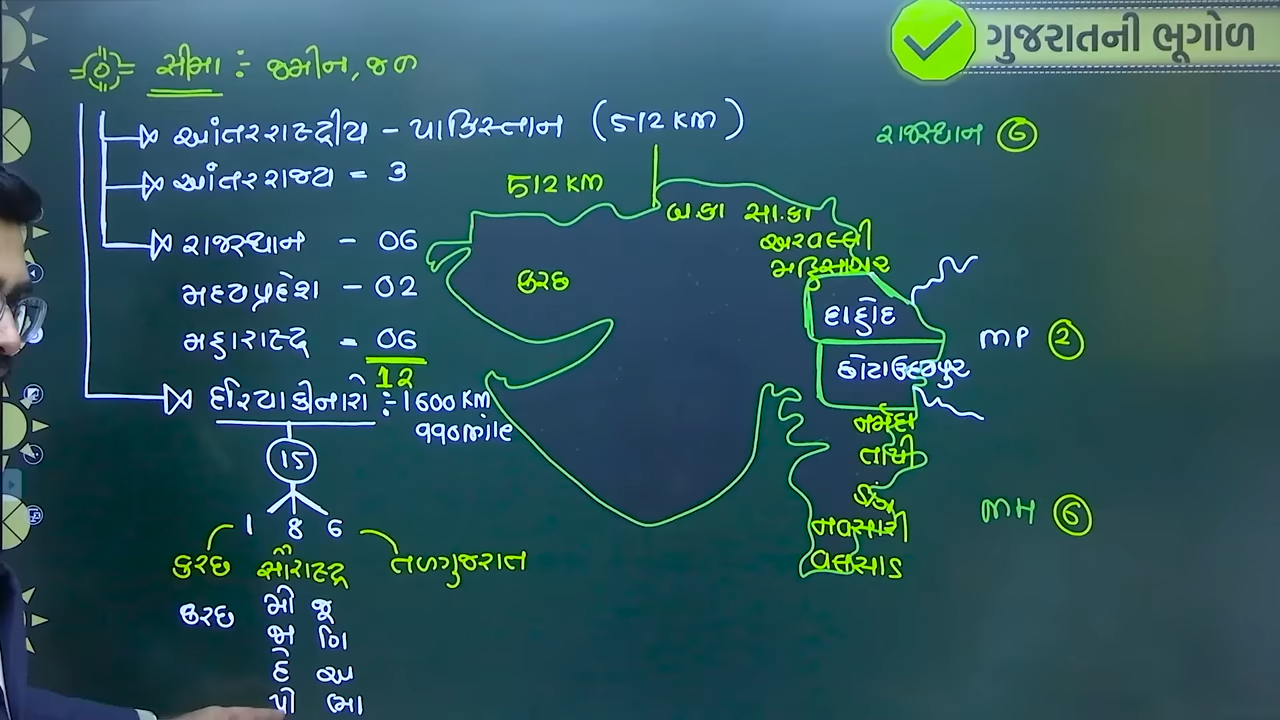 ગુજરાતની ભૂગોળ
સીમા :- જમીન, જળ
આંતરરાષ્ટ્રીય - પાકિસ્તાન (512 KM)
આંતરરાજ્ય = 3
રાજસ્થાન - 06
મધ્યપ્રદેશ - 02
મહારાષ્ટ્ર = 06
12
દરિયાકીનારો :- 1600 KM
990 માઈલ
15
1 8 6
કચ્છ સૌરાષ્ટ્ર તળગુજરાત
કચ્છ મો જૂ
જા ગિ
દે અ
પો ભા
રાજસ્થાન 6
512 KM
બ.કા સા.કા
અરવલ્લી
મહિસાગર
કચ્છ
દાહોદ
MP 2
છોટાઉદેપુર
નર્મદા
તાપી
ડાંગ
MH 6
નવસારી
વલસાડ